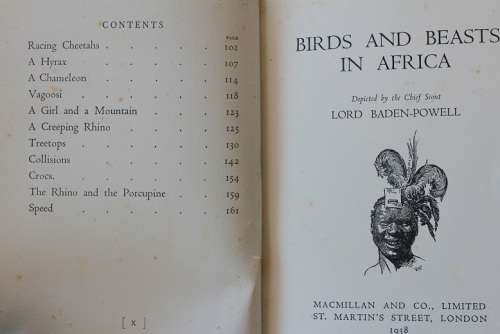 CONTENTS
PAGE
Racing Cheetahs . . . . . 102
A Hyrax . . . . . . 107
A Chameleon . . . . . 114
Vagoosi . . . . . . 118
A Girl and a Mountain . . . . 123
A Creeping Rhino . . . . . 125
Treetops . . . . . . 130
Collisions . . . . . . 142
Crocs. . . . . . . 154
The Rhino and the Porcupine . . . 159
Speed . . . . . . 161
[ x ]
BIRDS AND BEASTS
IN AFRICA
Depicted by the Chief Scout
LORD BADEN-POWELL
MACMILLAN AND CO., LIMITED
ST. MARTIN'S STREET, LONDON
1938